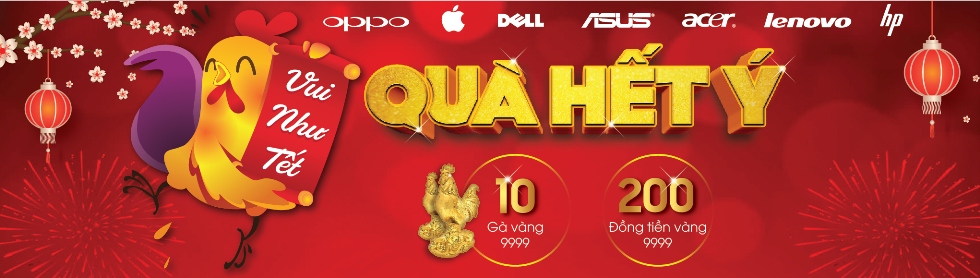 oppo DELL ASUS acer lenovo hp
Vui
Như
Tết
QUÀ HẾT Ý
10
Gà vàng
9999
200
Đồng tiền vàng
9999